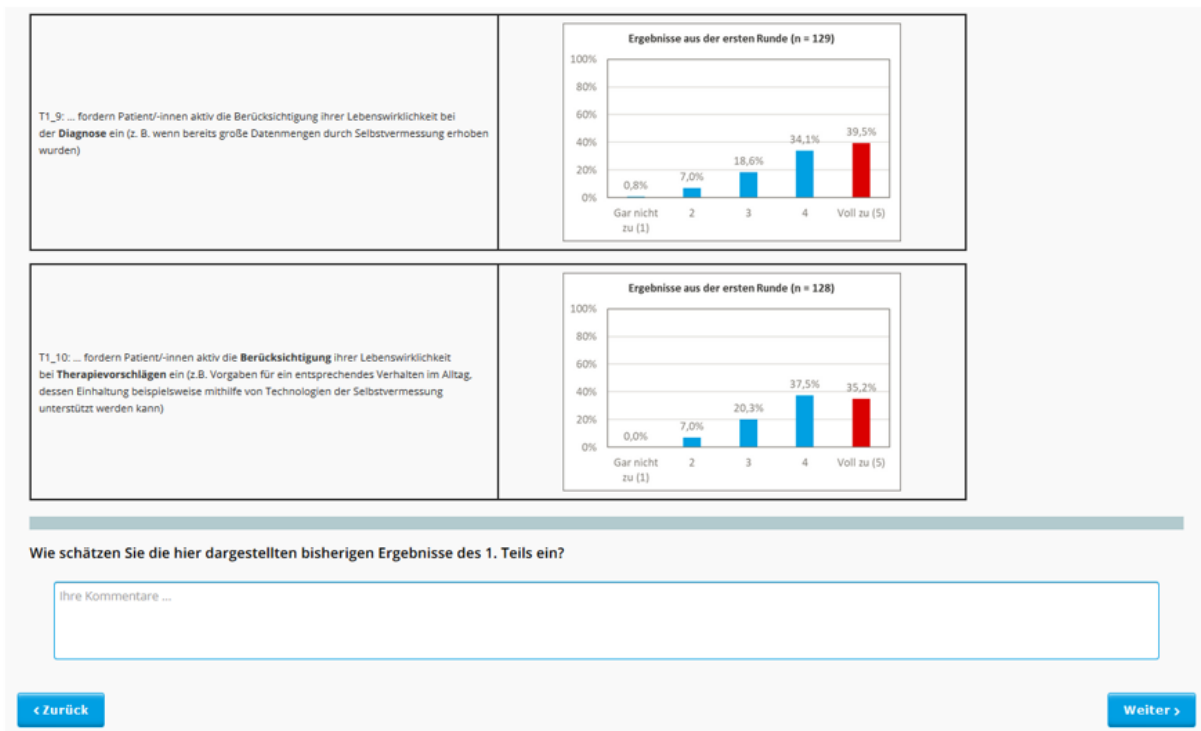 T1_9: ... fordern Patient/-innen aktiv die Berücksichtigung ihrer Lebenswirklichkeit bei
der Diagnose ein (z. B. wenn bereits große Datenmengen durch Selbstvermessung erhoben
wurden)
Ergebnisse aus der ersten Runde (n = 129)
100%
80%
60%
40%
20%
0%
0,8%
7,0%
18,6%
34,1%
39,5%
Gar nicht
zu (1)
2
3
4
Voll zu (5)
T1_10: ... fordern Patient/-innen aktiv die Berücksichtigung ihrer Lebenswirklichkeit
bei Therapievorschlägen ein (z.B. Vorgaben für ein entsprechendes Verhalten im Alltag,
dessen Einhaltung beispielsweise mithilfe von Technologien der Selbstvermessung
unterstützt werden kann)
Ergebnisse aus der ersten Runde (n = 128)
100%
80%
60%
40%
20%
0%
0,0%
7,0%
20,3%
37,5%
35,2%
Gar nicht
zu (1)
2
3
4
Voll zu (5)
Wie schätzen Sie die hier dargestellten bisherigen Ergebnisse des 1. Teils ein?
Ihre Kommentare ...
‹ Zurück
Weiter ›